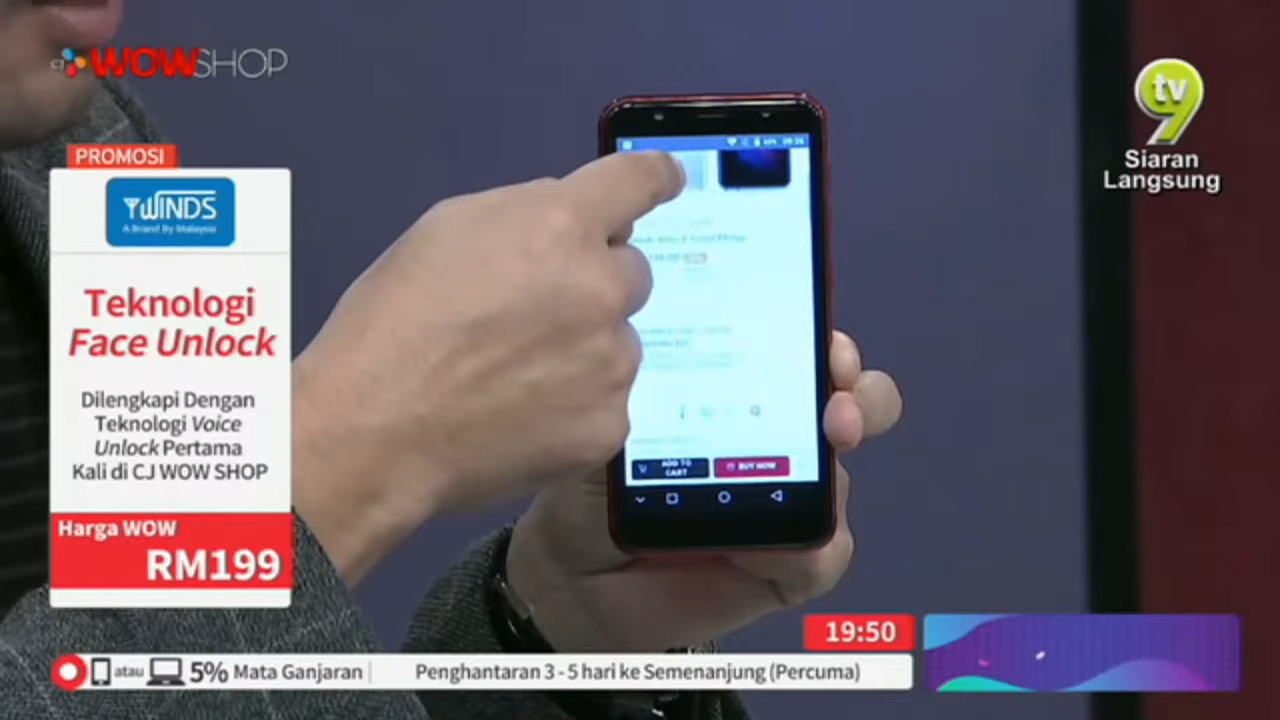 CJ WOWSHOP
tv9
Siaran
Langsung
PROMOSI
WINDS
A Brand By Malaysia
Teknologi
Face Unlock
Dilengkapi Dengan
Teknologi Voice
Unlock Pertama
Kali di CJ WOW SHOP
Harga WOW
RM199
ADD TO
CART
BUY NOW
19:50
atau 5% Mata Ganjaran
Penghantaran 3 - 5 hari ke Semenanjung (Percuma)